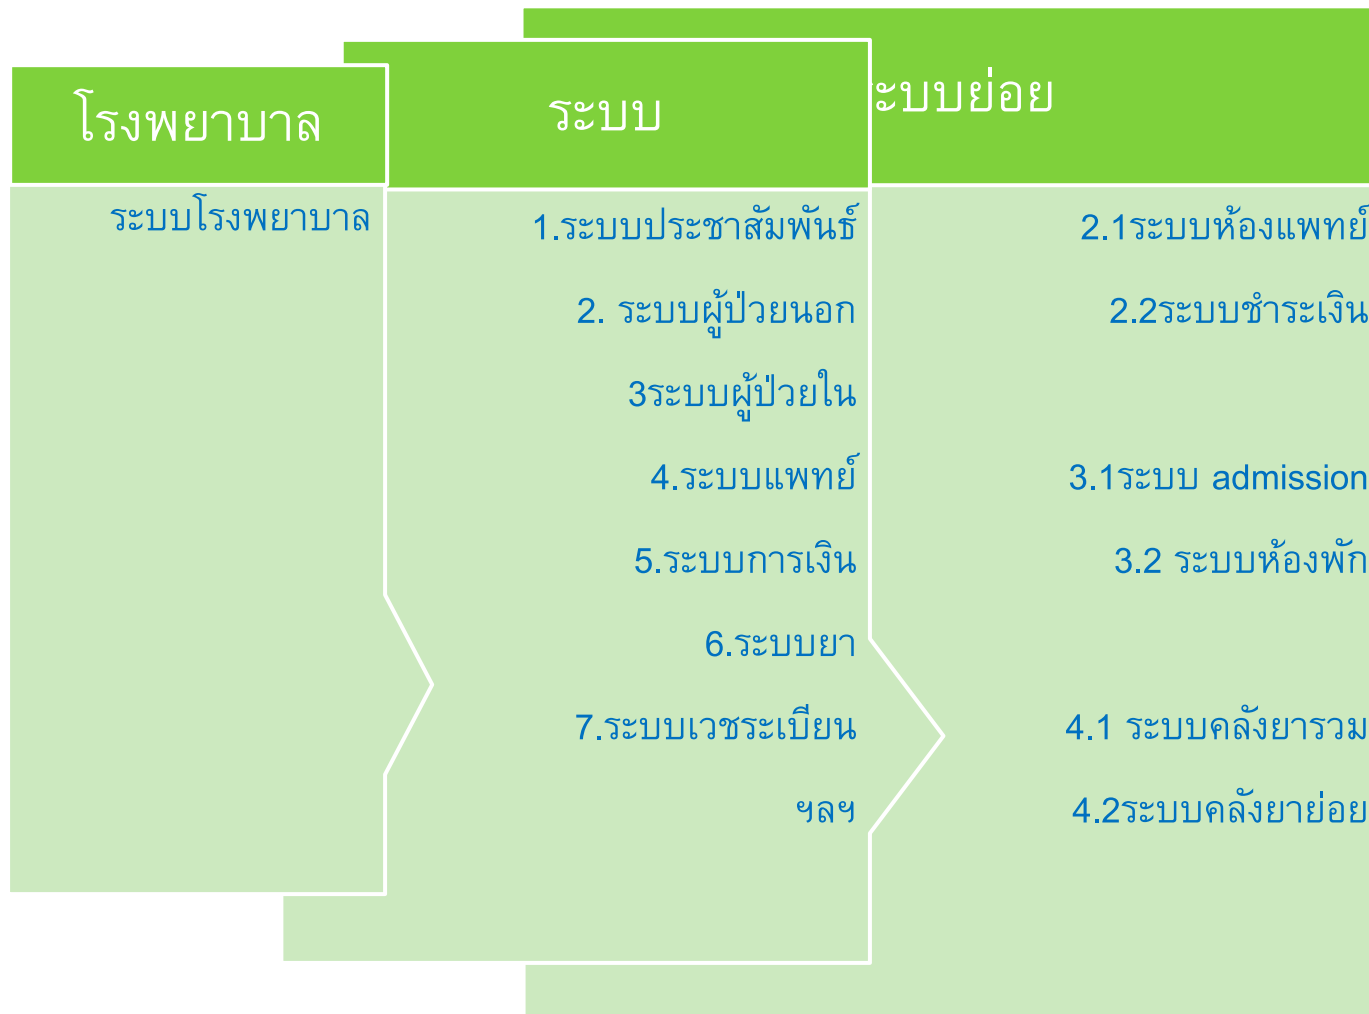 โรงพยาบาล
ระบบโรงพยาบาล
ระบบ
1.ระบบประชาสัมพันธ์
2. ระบบผู้ป่วยนอก
3ระบบผู้ป่วยใน
4.ระบบแพทย์
5.ระบบการเงิน
6.ระบบยา
7.ระบบเวชระเบียน
ฯลฯ
ะบบย่อย
2.1ระบบห้องแพทย์
2.2ระบบชำระเงิน
3.1ระบบ admission
3.2 ระบบห้องพัก
4.1 ระบบคลังยารวม
4.2ระบบคลังยาย่อย